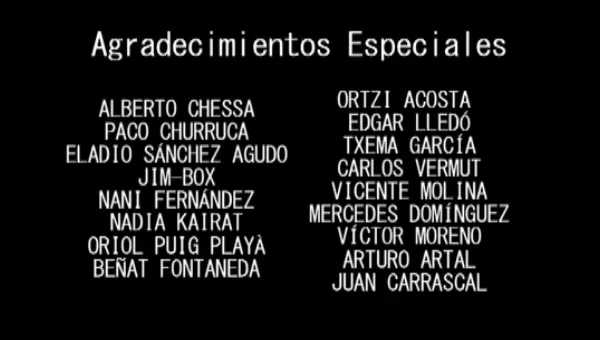 Agradecimientos Especiales
ALBERTO CHESSA
PACO CHURRUCA
ELADIO SÁNCHEZ AGUDO
JIM-BOX
NANI FERNÁNDEZ
NADIA KAIRAT
ORIOL PUIG PLAYÀ
BEÑAT FONTANEDA
ORTZI ACOSTA
EDGAR LLEDÓ
TXEMA GARCÍA
CARLOS VERMUT
VICENTE MOLINA
MERCEDES DOMÍNGUEZ
VÍCTOR MORENO
ARTURO ARTAL
JUAN CARRASCAL